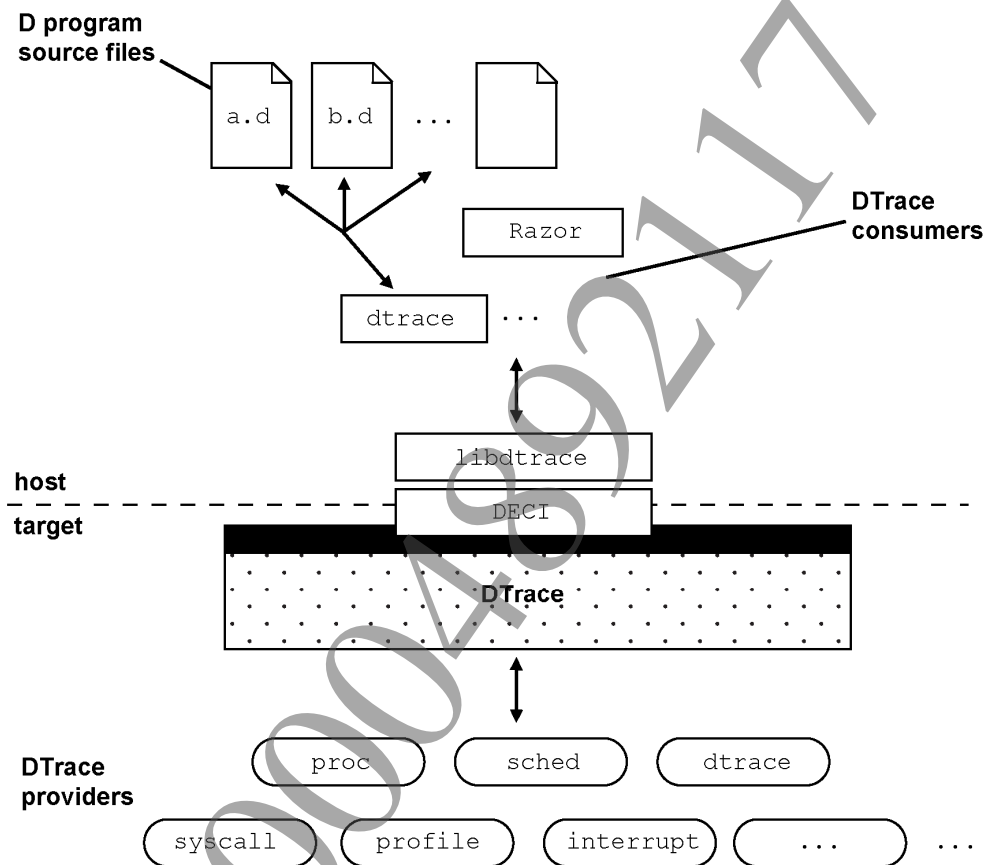 D program
source files
a.d
b.d
...
Razor
DTrace
consumers
dtrace
...
libdtrace
host
DECI
target
DTrace
proc
sched
dtrace
DTrace
providers
syscall
profile
interrupt
...
...
0004892117